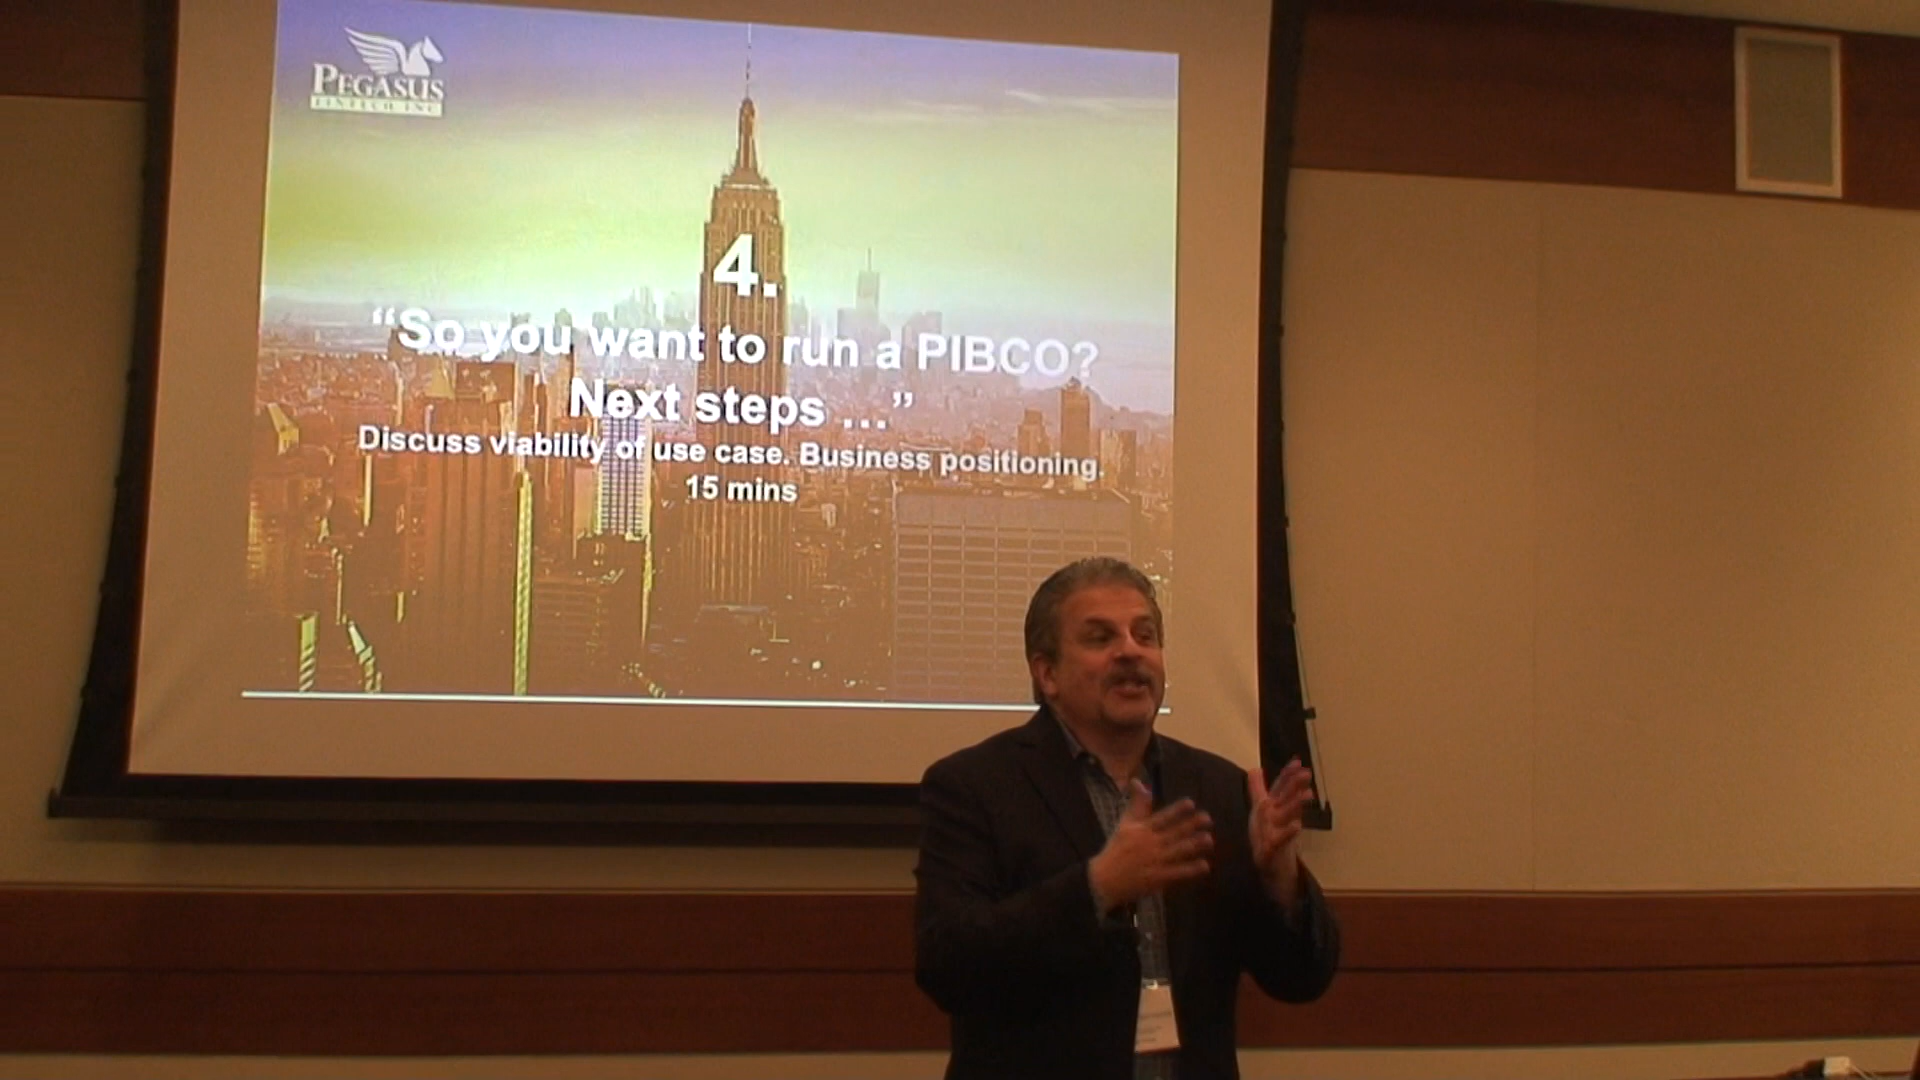 PEGASUS
FINTECH INC
4.
“So you want to run a PIBCO?
Next steps ...”
Discuss viability of use case. Business positioning.
15 mins